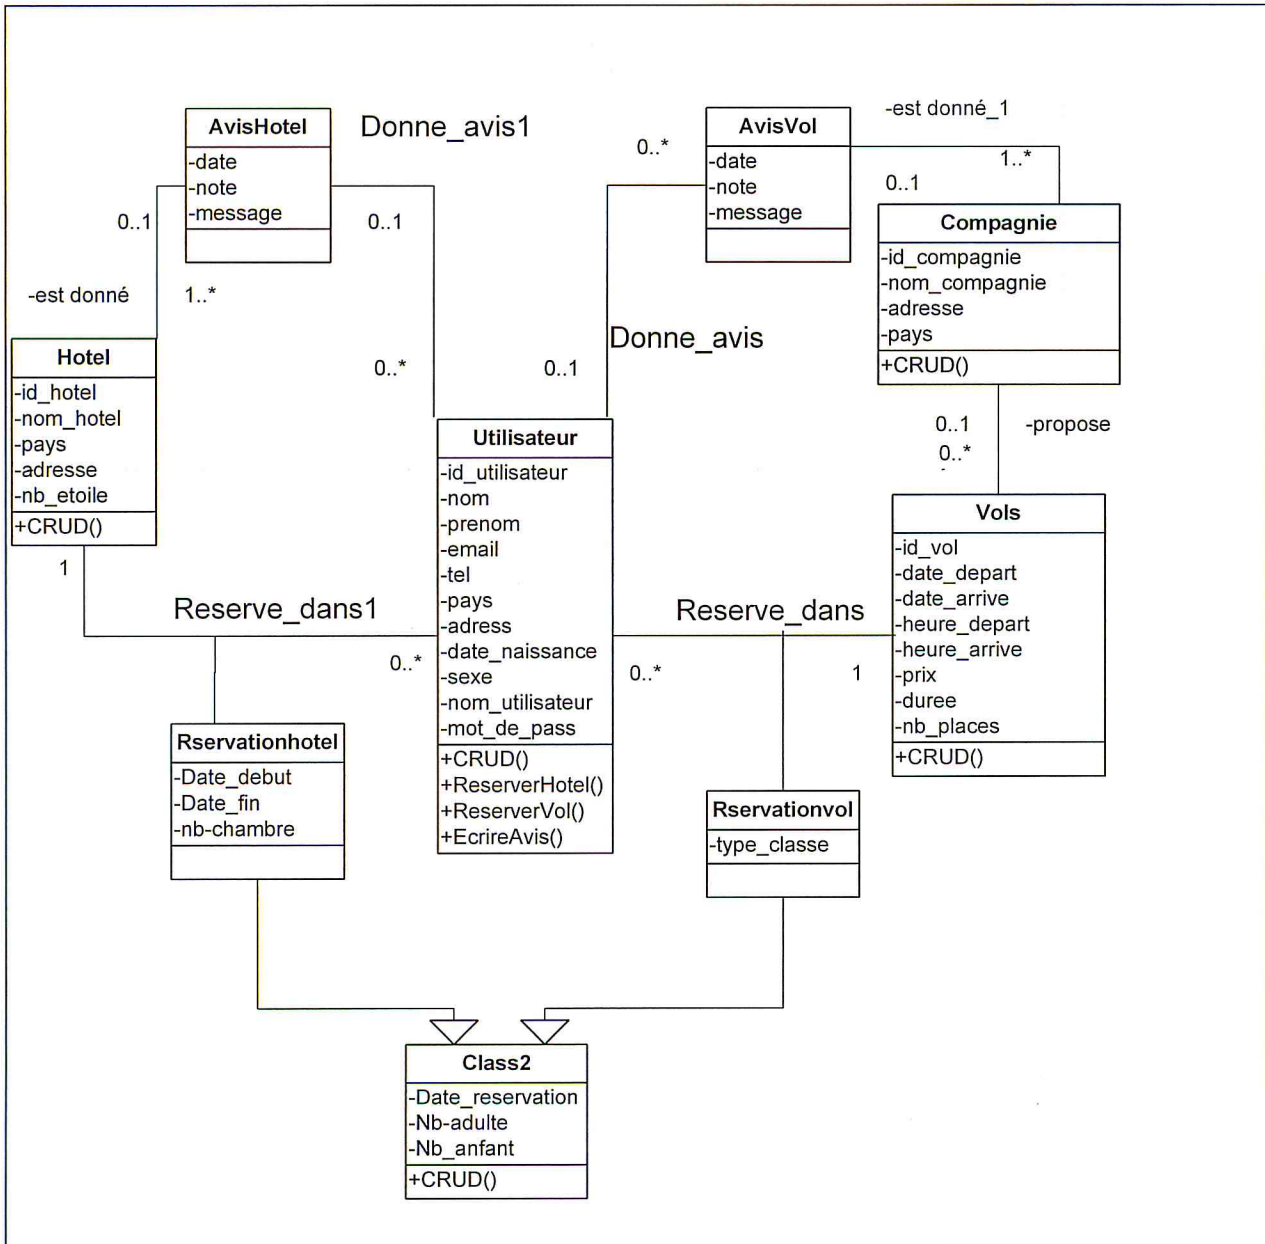 AvisHotel
-date
-note
-message
Donne_avis1
0..1
0..1
-est donné
1..*
0..*
AvisVol
-date
-note
-message
-est donné_1
0..*
1..*
0..1
Donne_avis
0..1
Compagnie
-id_compagnie
-nom_compagnie
-adresse
-pays
+CRUD()
0..1
-propose
0..*
Hotel
-id_hotel
-nom_hotel
-pays
-adresse
-nb_etoile
+CRUD()
1
Reserve_dans1
0..*
Utilisateur
-id_utilisateur
-nom
-prenom
-email
-tel
-pays
-adress
-date_naissance
-sexe
-nom_utilisateur
-mot_de_pass
+CRUD()
+ReserverHotel()
+ReserverVol()
+EcrireAvis()
Reserve_dans
0..*
1
Vols
-id_vol
-date_depart
-date_arrive
-heure_depart
-heure_arrive
-prix
-duree
-nb_places
+CRUD()
Rservationhotel
-Date_debut
-Date_fin
-nb-chambre
Rservationvol
-type_classe
Class2
-Date_reservation
-Nb-adulte
-Nb_anfant
+CRUD()